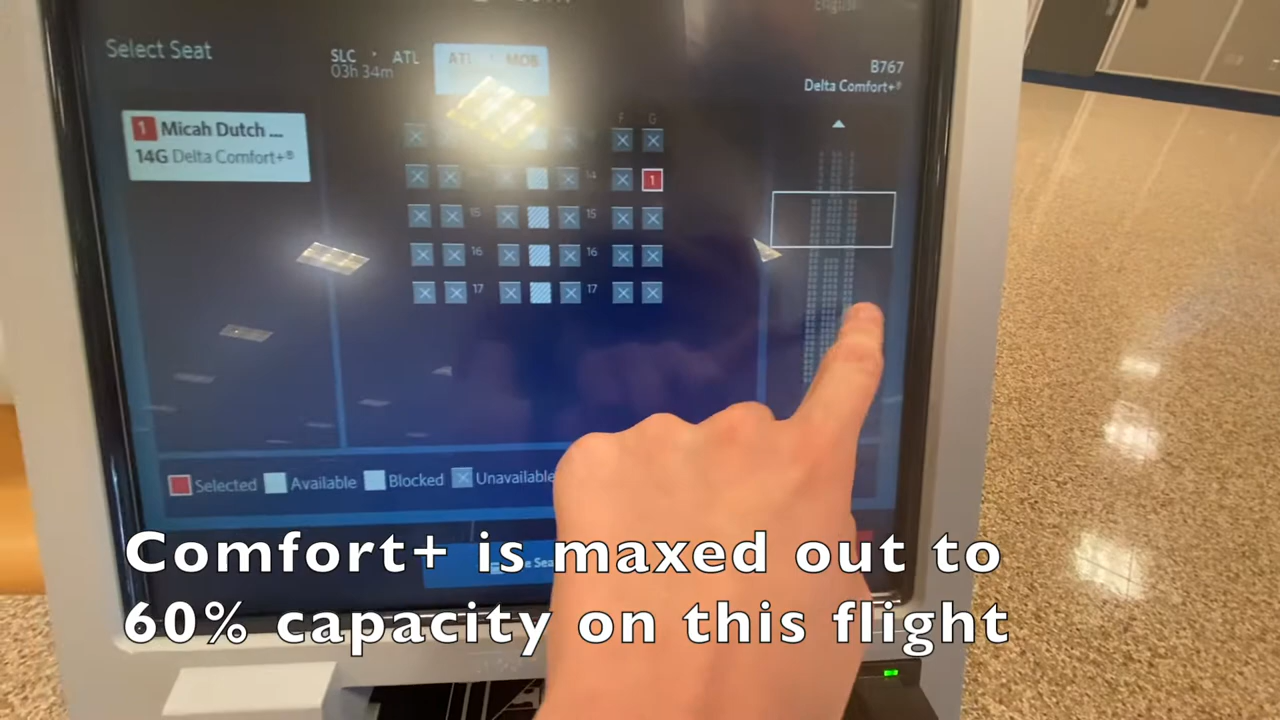 Select Seat
SLC ATL
03h 34m
ATL MOB
B767
Delta Comfort+®
1 Micah Dutch ...
14G Delta Comfort+®
F G
14
1
15 15
16 16
17 17
Selected Available Blocked Unavailable
Comfort+ is maxed out to
60% capacity on this flight